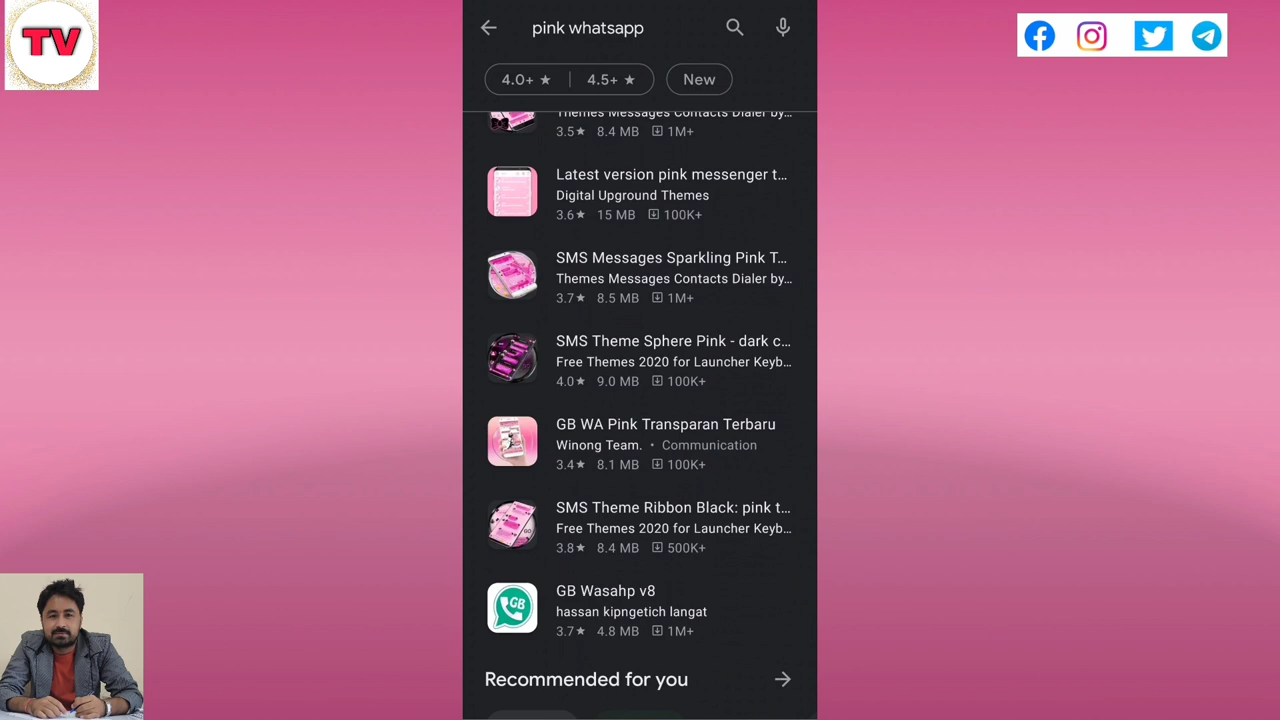 TV
pink whatsapp
4.0+ ★ 4.5+ ★ New
Themes Messages Contacts Dialer by...
3.5★ 8.4 MB 1M+
Latest version pink messenger t...
Digital Upground Themes
3.6★ 15 MB 100K+
SMS Messages Sparkling Pink T...
Themes Messages Contacts Dialer by...
3.7★ 8.5 MB 1M+
SMS Theme Sphere Pink - dark c...
Free Themes 2020 for Launcher Keyb...
4.0★ 9.0 MB 100K+
GB WA Pink Transparan Terbaru
Winong Team. • Communication
3.4★ 8.1 MB 100K+
SMS Theme Ribbon Black: pink t...
Free Themes 2020 for Launcher Keyb...
3.8★ 8.4 MB 500K+
GB
GB Wasahp v8
hassan kipngetich langat
3.7★ 4.8 MB 1M+
Recommended for you